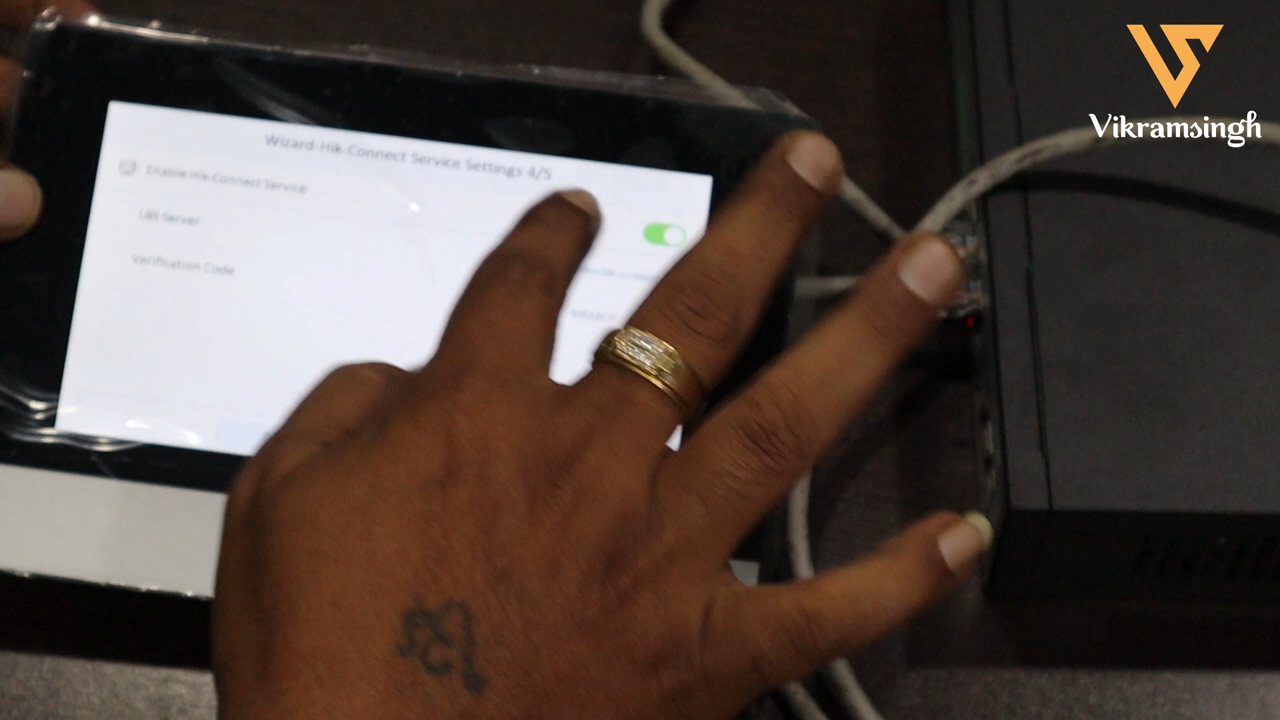 Vikramsingh
Wizard-Hik-Connect Service Settings 4/5
Enable Hik-Connect Service
LBS Server
Verification Code